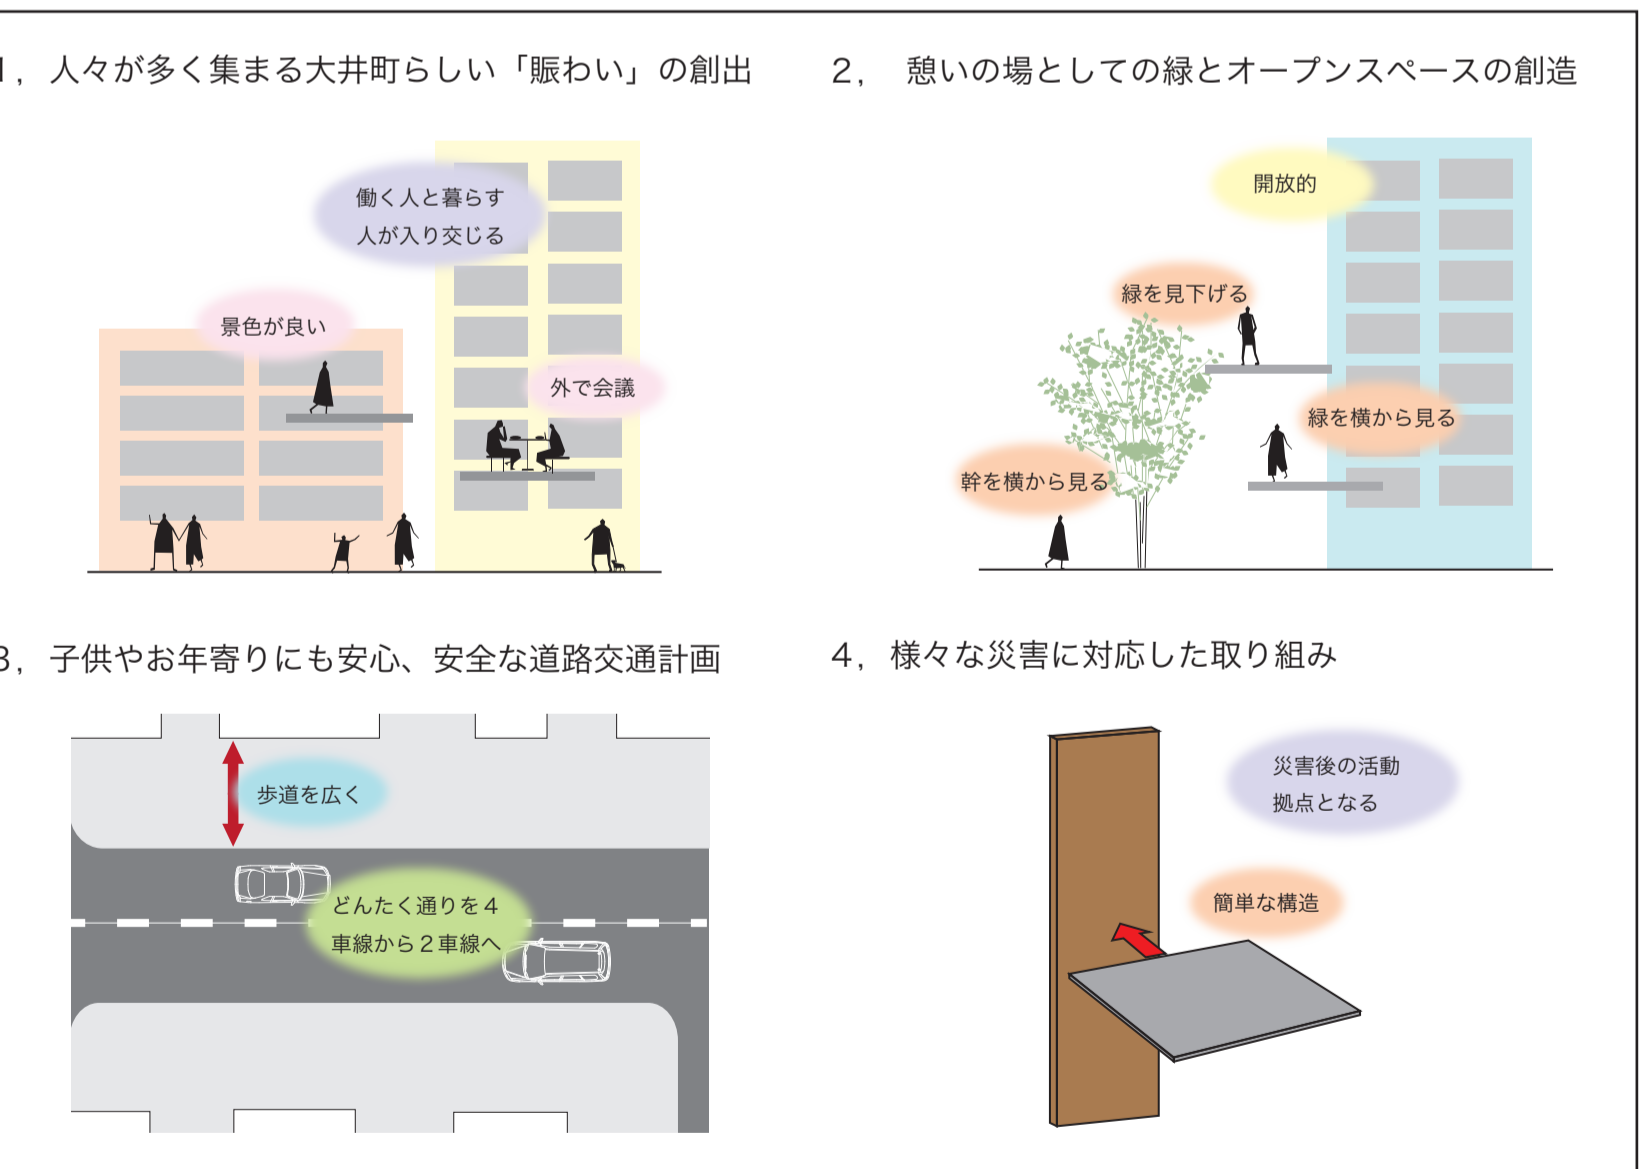 1，人々が多く集まる大井町らしい「賑わい」の創出
働く人と暮らす
人が入り交じる
景色が良い
外で会議
2，憩いの場としての緑とオープンスペースの創造
開放的
緑を見下げる
緑を横から見る
幹を横から見る
3，子供やお年寄りにも安心、安全な道路交通計画
歩道を広く
どんたく通りを４
車線から２車線へ
4，様々な災害に対応した取り組み
災害後の活動
拠点となる
簡単な構造